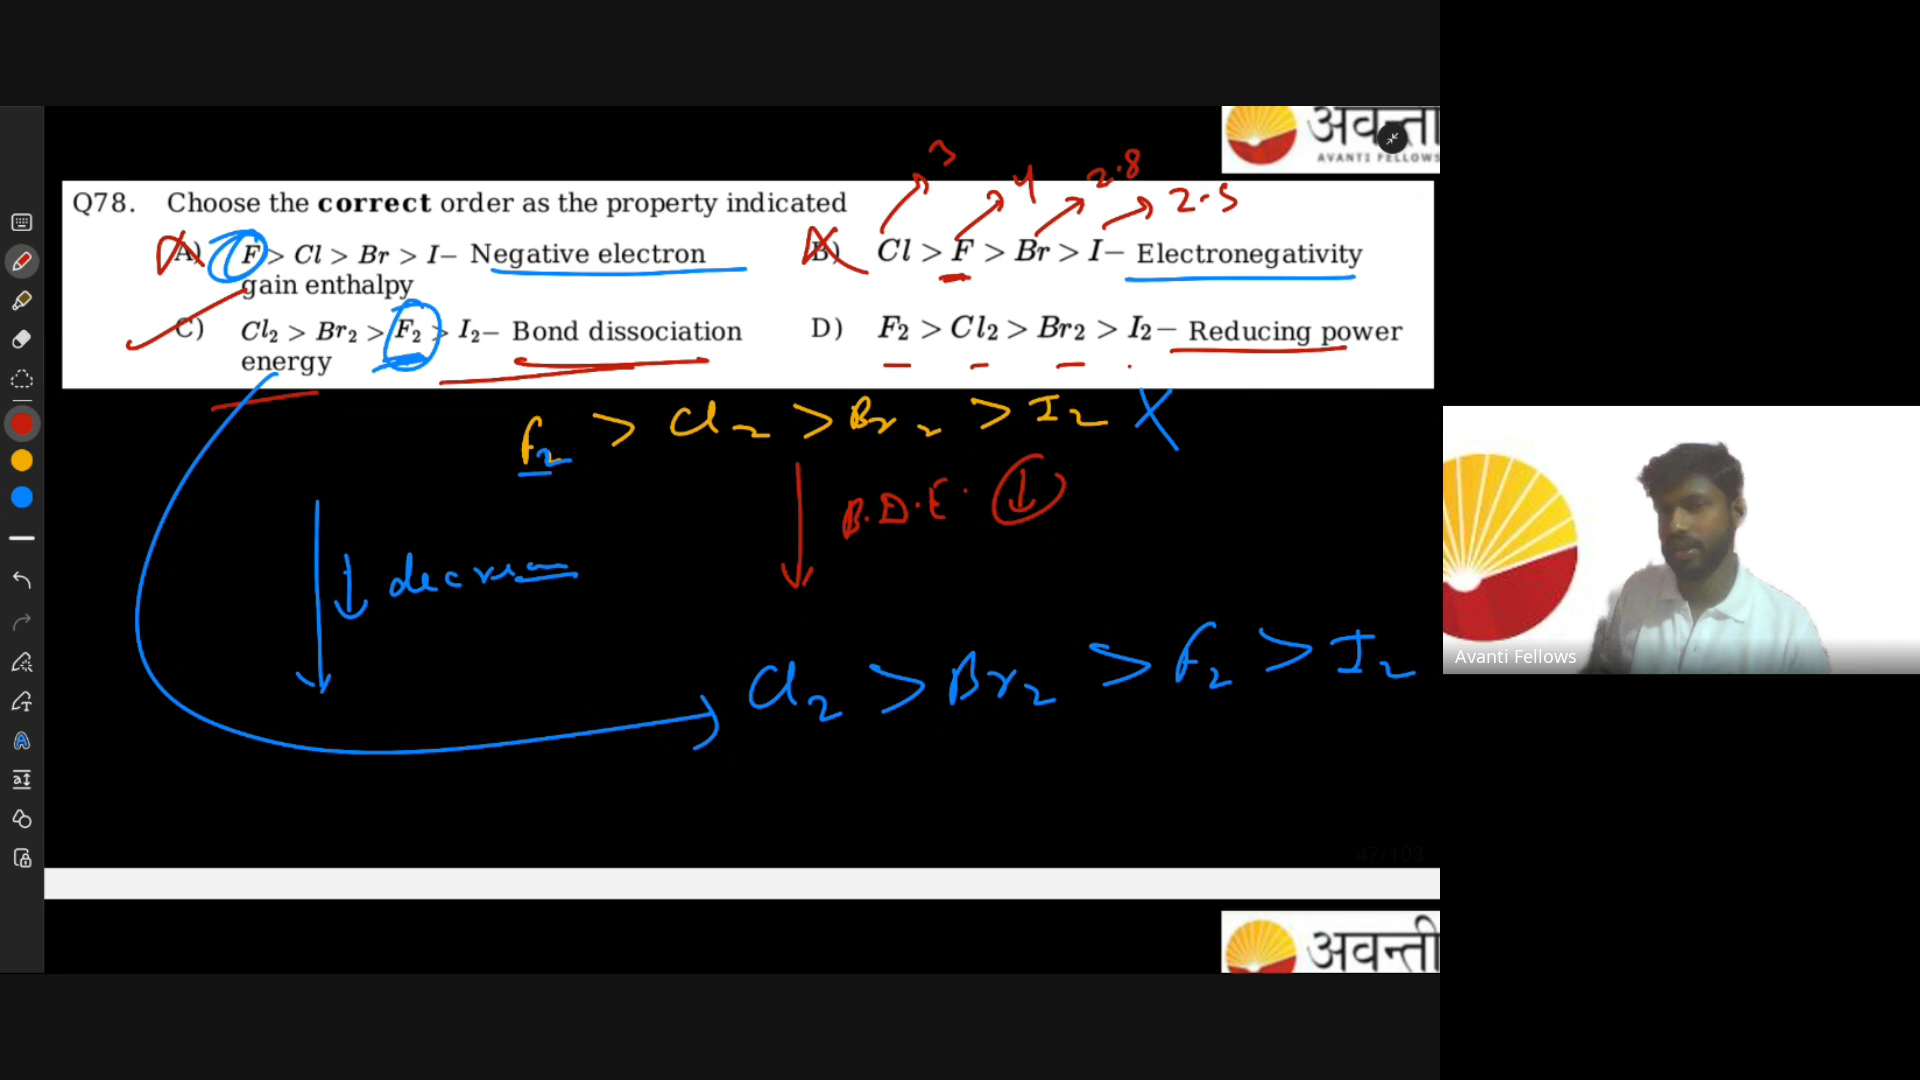 अवन्ती
AVANTI FELLOWS
3
4
2.8
2.5
Q78. Choose the correct order as the property indicated
A) F > Cl > Br > I– Negative electron gain enthalpy
B) Cl > F > Br > I– Electronegativity
C) Cl2 > Br2 > F2 > I2– Bond dissociation energy
D) F2 > Cl2 > Br2 > I2– Reducing power
F2 > Cl2 > Br2 > I2 X
B.D.E. ↓
↓
Cl2 > Br2 > F2 > I2
Avanti Fellows
47/103
अवन्ती